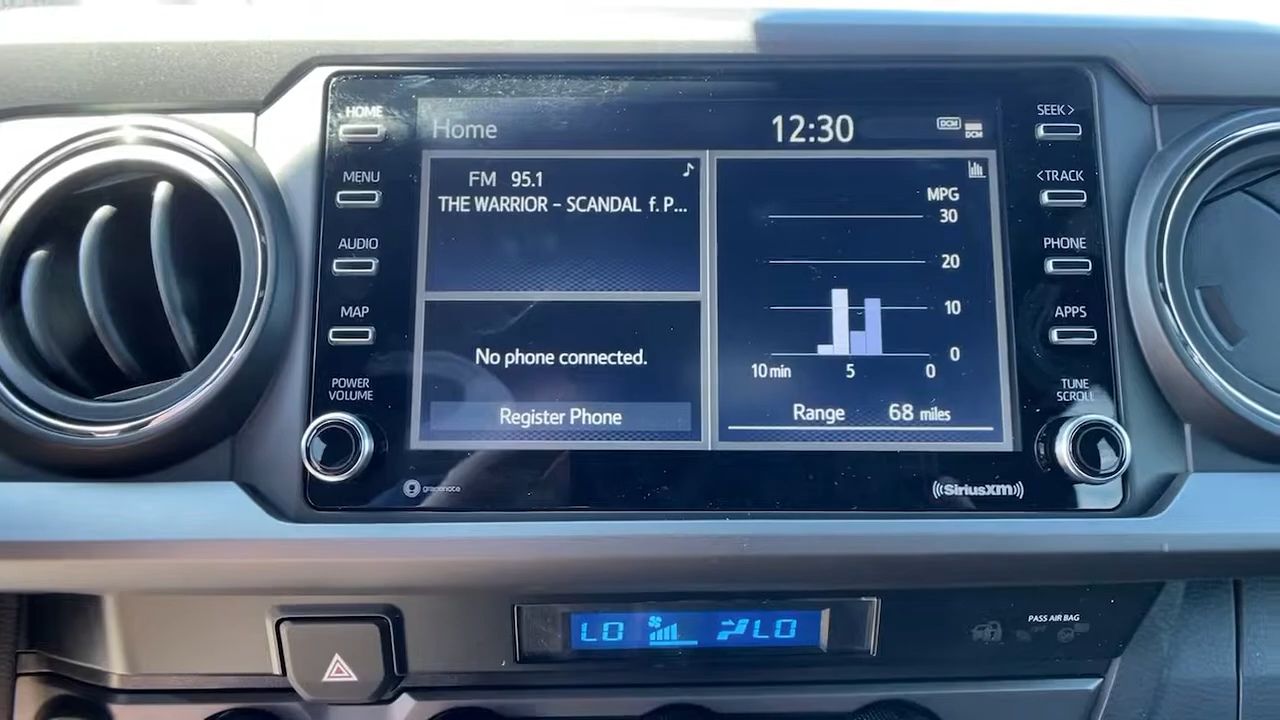 HOME
MENU
AUDIO
MAP
POWER
VOLUME
Home
12:30
DCM
DCM
FM 95.1
THE WARRIOR - SCANDAL f. P...
No phone connected.
Register Phone
MPG
30
20
10
0
10 min 5 0
Range 68 miles
SEEK >
< TRACK
PHONE
APPS
TUNE
SCROLL
gracenote
SiriusXM
LO LO
PASS AIR BAG